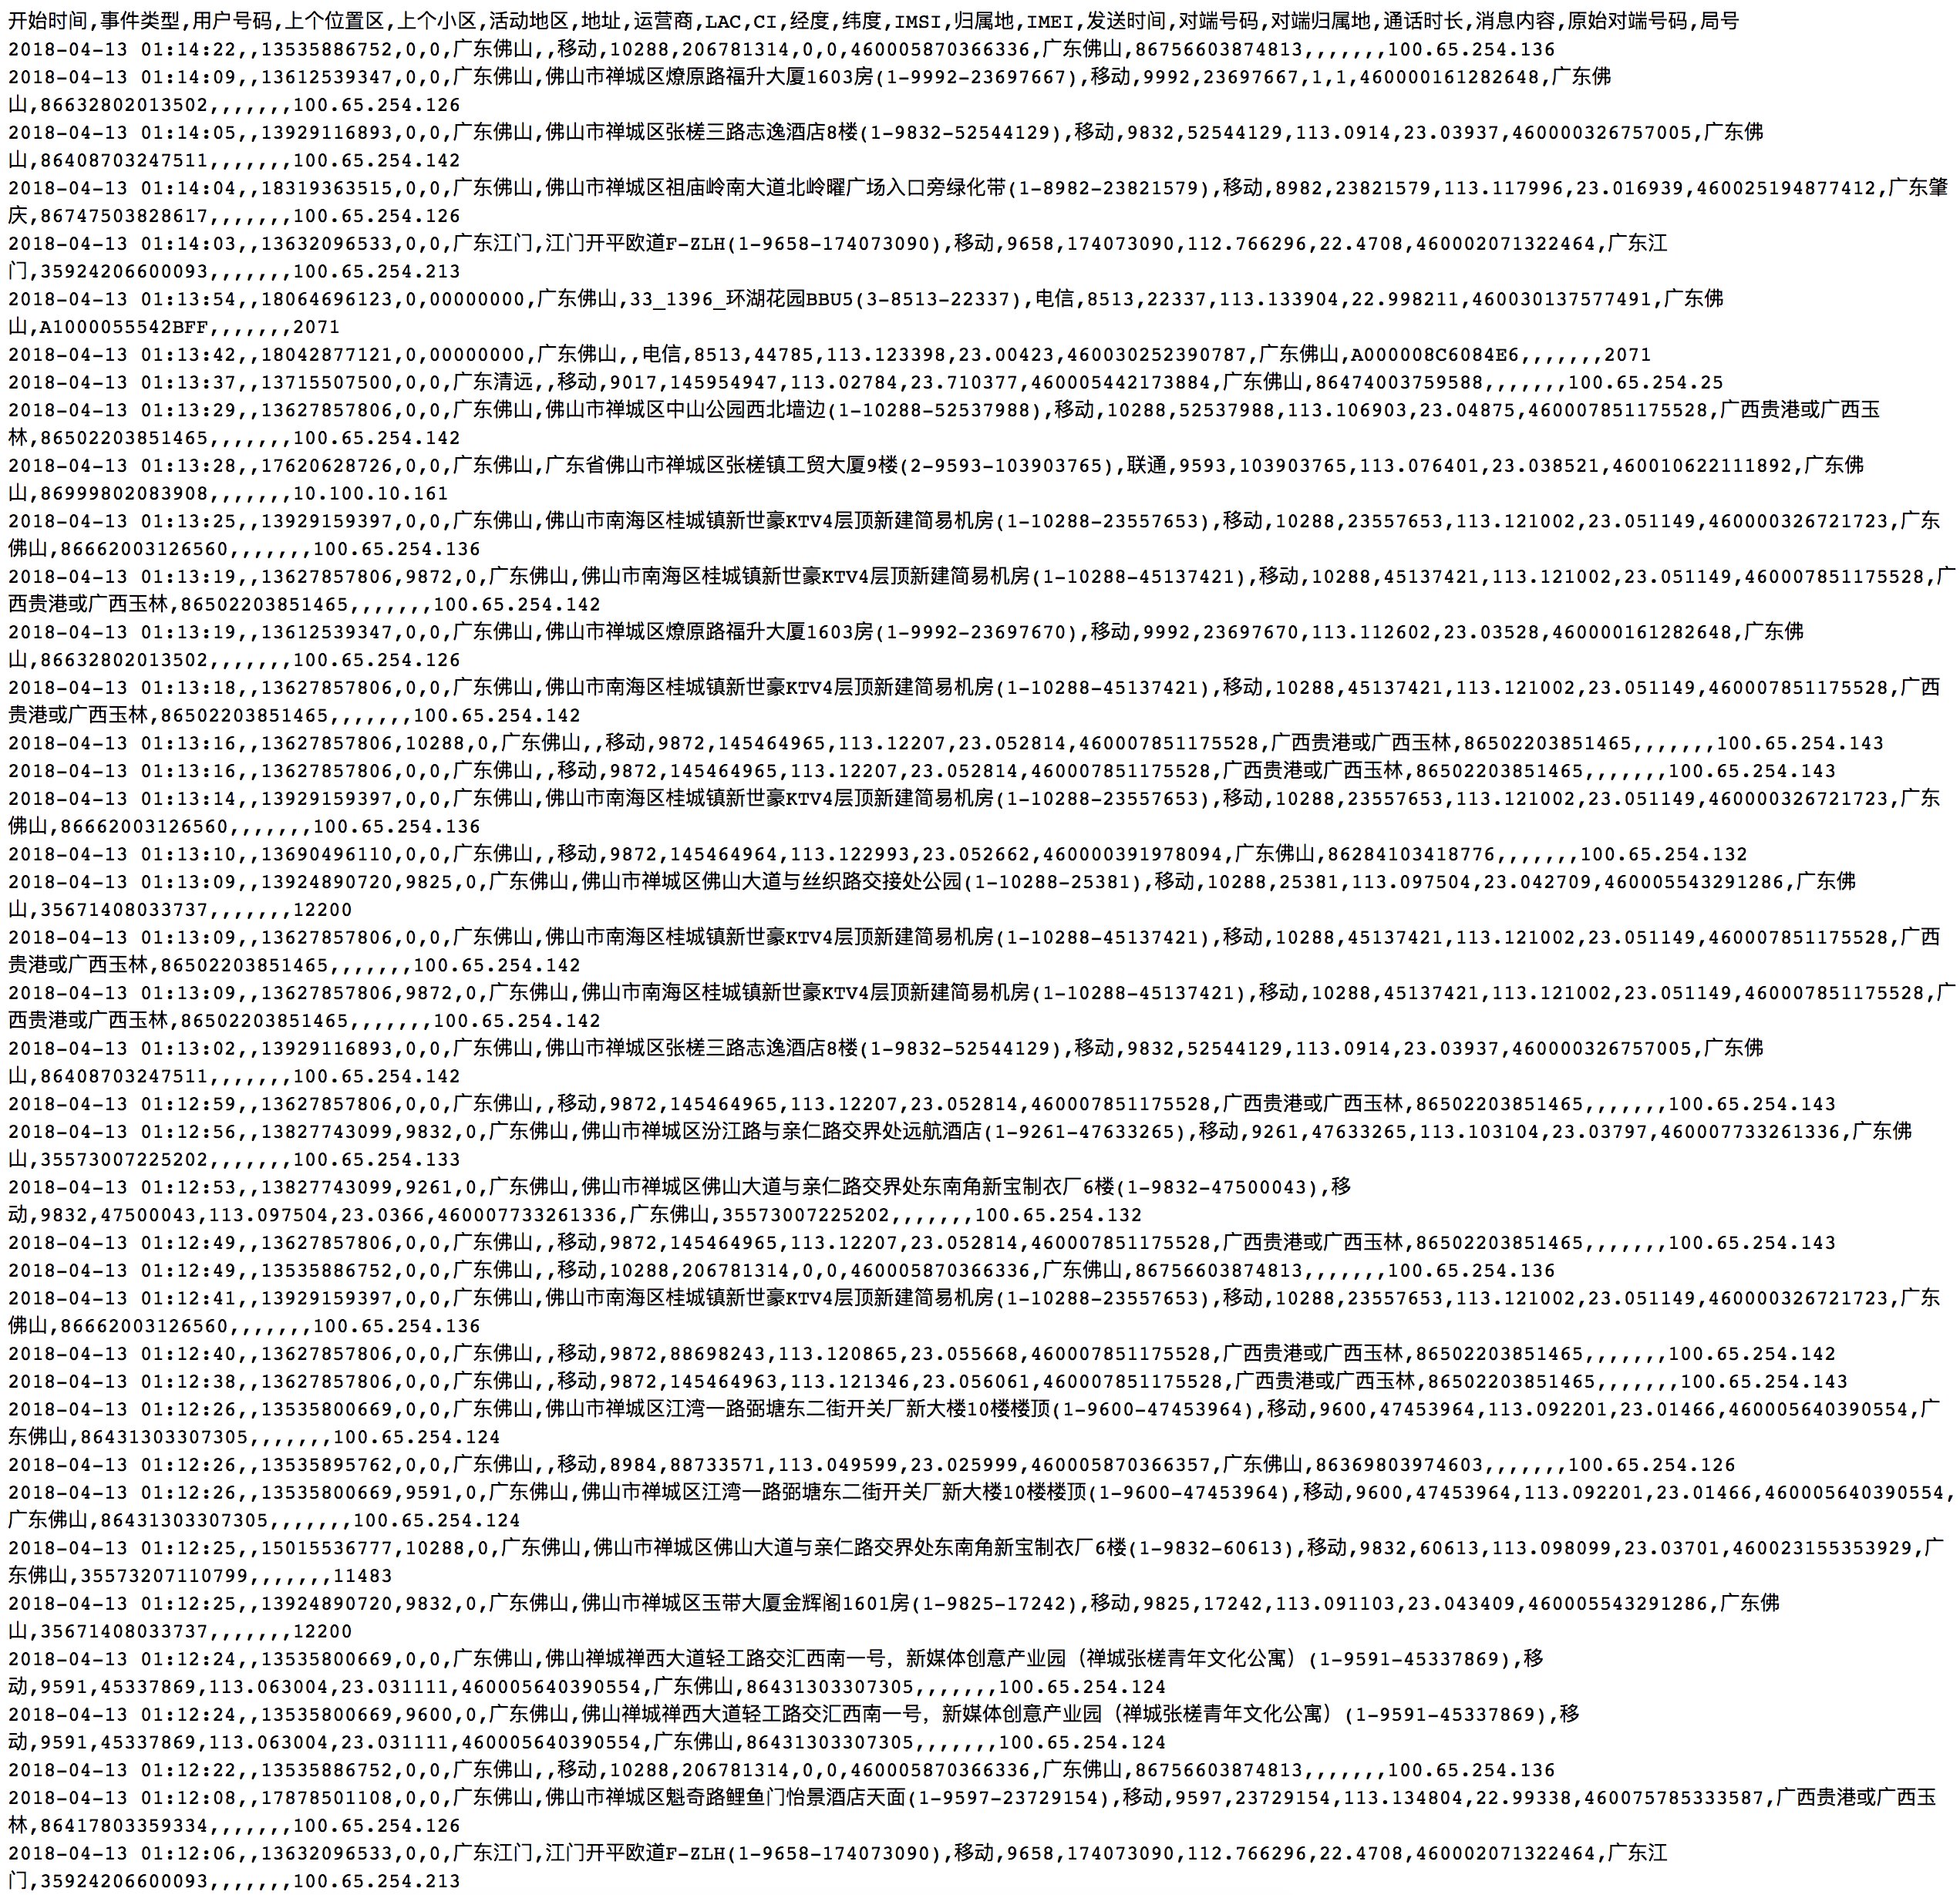 开始时间,事件类型,用户号码,上个位置区,上个小区,活动地区,地址,运营商,LAC,CI,经度,纬度,IMSI,归属地,IMEI,发送时间,对端号码,对端归属地,通话时长,消息内容,原始对端号码,局号
2018-04-13 01:14:22,,13535886752,0,0,广东佛山,,移动,10288,206781314,0,0,460005870366336,广东佛山,86756603874813,,,,,,,100.65.254.136
2018-04-13 01:14:09,,13612539347,0,0,广东佛山,佛山市禅城区燎原路福升大厦1603房(1-9992-23697667),移动,9992,23697667,1,1,460000161282648,广东佛
山,86632802013502,,,,,,,100.65.254.126
2018-04-13 01:14:05,,13929116893,0,0,广东佛山,佛山市禅城区张槎三路志逸酒店8楼(1-9832-52544129),移动,9832,52544129,113.0914,23.03937,460000326757005,广东佛
山,86408703247511,,,,,,,100.65.254.142
2018-04-13 01:14:04,,18319363515,0,0,广东佛山,佛山市禅城区祖庙岭南大道北岭曜广场入口旁绿化带(1-8982-23821579),移动,8982,23821579,113.117996,23.016939,460025194877412,广东肇
庆,86747503828617,,,,,,,100.65.254.126
2018-04-13 01:14:03,,13632096533,0,0,广东江门,江门开平欧道F-ZLH(1-9658-174073090),移动,9658,174073090,112.766296,22.4708,460002071322464,广东江
门,35924206600093,,,,,,,100.65.254.213
2018-04-13 01:13:54,,18064696123,0,00000000,广东佛山,33_1396_环湖花园BBU5(3-8513-22337),电信,8513,22337,113.133904,22.998211,460030137577491,广东佛
山,A1000055542BFF,,,,,,,2071
2018-04-13 01:13:42,,18042877121,0,00000000,广东佛山,,电信,8513,44785,113.123398,23.00423,460030252390787,广东佛山,A000008C6084E6,,,,,,,2071
2018-04-13 01:13:37,,13715507500,0,0,广东清远,,移动,9017,145954947,113.02784,23.710377,460005442173884,广东佛山,86474003759588,,,,,,,100.65.254.25
2018-04-13 01:13:29,,13627857806,0,0,广东佛山,佛山市禅城区中山公园西北墙边(1-10288-52537988),移动,10288,52537988,113.106903,23.04875,460007851175528,广西贵港或广西玉
林,86502203851465,,,,,,,100.65.254.142
2018-04-13 01:13:28,,17620628726,0,0,广东佛山,广东省佛山市禅城区张槎镇工贸大厦9楼(2-9593-103903765),联通,9593,103903765,113.076401,23.038521,460010622111892,广东佛
山,86999802083908,,,,,,,10.100.10.161
2018-04-13 01:13:25,,13929159397,0,0,广东佛山,佛山市南海区桂城镇新世豪KTV4层顶新建简易机房(1-10288-23557653),移动,10288,23557653,113.121002,23.051149,460000326721723,广东
佛山,86662003126560,,,,,,,100.65.254.136
2018-04-13 01:13:19,,13627857806,9872,0,广东佛山,佛山市南海区桂城镇新世豪KTV4层顶新建简易机房(1-10288-45137421),移动,10288,45137421,113.121002,23.051149,460007851175528,广
西贵港或广西玉林,86502203851465,,,,,,,100.65.254.142
2018-04-13 01:13:19,,13612539347,0,0,广东佛山,佛山市禅城区燎原路福升大厦1603房(1-9992-23697670),移动,9992,23697670,113.112602,23.03528,460000161282648,广东佛
山,86632802013502,,,,,,,100.65.254.126
2018-04-13 01:13:18,,13627857806,0,0,广东佛山,佛山市南海区桂城镇新世豪KTV4层顶新建简易机房(1-10288-45137421),移动,10288,45137421,113.121002,23.051149,460007851175528,广西
贵港或广西玉林,86502203851465,,,,,,,100.65.254.142
2018-04-13 01:13:16,,13627857806,10288,0,广东佛山,,移动,9872,145464965,113.12207,23.052814,460007851175528,广西贵港或广西玉林,86502203851465,,,,,,,100.65.254.143
2018-04-13 01:13:16,,13627857806,0,0,广东佛山,,移动,9872,145464965,113.12207,23.052814,460007851175528,广西贵港或广西玉林,86502203851465,,,,,,,100.65.254.143
2018-04-13 01:13:14,,13929159397,0,0,广东佛山,佛山市南海区桂城镇新世豪KTV4层顶新建简易机房(1-10288-23557653),移动,10288,23557653,113.121002,23.051149,460000326721723,广东
佛山,86662003126560,,,,,,,100.65.254.136
2018-04-13 01:13:10,,13690496110,0,0,广东佛山,,移动,9872,145464964,113.122993,23.052662,460000391978094,广东佛山,86284103418776,,,,,,,100.65.254.132
2018-04-13 01:13:09,,13924890720,9825,0,广东佛山,佛山市禅城区佛山大道与丝织路交接处公园(1-10288-25381),移动,10288,25381,113.097504,23.042709,460005543291286,广东佛
山,35671408033737,,,,,,,12200
2018-04-13 01:13:09,,13627857806,0,0,广东佛山,佛山市南海区桂城镇新世豪KTV4层顶新建简易机房(1-10288-45137421),移动,10288,45137421,113.121002,23.051149,460007851175528,广西
贵港或广西玉林,86502203851465,,,,,,,100.65.254.142
2018-04-13 01:13:09,,13627857806,9872,0,广东佛山,佛山市南海区桂城镇新世豪KTV4层顶新建简易机房(1-10288-45137421),移动,10288,45137421,113.121002,23.051149,460007851175528,广
西贵港或广西玉林,86502203851465,,,,,,,100.65.254.142
2018-04-13 01:13:02,,13929116893,0,0,广东佛山,佛山市禅城区张槎三路志逸酒店8楼(1-9832-52544129),移动,9832,52544129,113.0914,23.03937,460000326757005,广东佛
山,86408703247511,,,,,,,100.65.254.142
2018-04-13 01:12:59,,13627857806,0,0,广东佛山,,移动,9872,145464965,113.12207,23.052814,460007851175528,广西贵港或广西玉林,86502203851465,,,,,,,100.65.254.143
2018-04-13 01:12:56,,13827743099,9832,0,广东佛山,佛山市禅城区汾江路与亲仁路交界处远航酒店(1-9261-47633265),移动,9261,47633265,113.103104,23.03797,460007733261336,广东佛
山,35573007225202,,,,,,,100.65.254.133
2018-04-13 01:12:53,,13827743099,9261,0,广东佛山,佛山市禅城区佛山大道与亲仁路交界处东南角新宝制衣厂6楼(1-9832-47500043),移
动,9832,47500043,113.097504,23.0366,460007733261336,广东佛山,35573007225202,,,,,,,100.65.254.132
2018-04-13 01:12:49,,13627857806,0,0,广东佛山,,移动,9872,145464965,113.12207,23.052814,460007851175528,广西贵港或广西玉林,86502203851465,,,,,,,100.65.254.143
2018-04-13 01:12:49,,13535886752,0,0,广东佛山,,移动,10288,206781314,0,0,460005870366336,广东佛山,86756603874813,,,,,,,100.65.254.136
2018-04-13 01:12:41,,13929159397,0,0,广东佛山,佛山市南海区桂城镇新世豪KTV4层顶新建简易机房(1-10288-23557653),移动,10288,23557653,113.121002,23.051149,460000326721723,广东
佛山,86662003126560,,,,,,,100.65.254.136
2018-04-13 01:12:40,,13627857806,0,0,广东佛山,,移动,9872,88698243,113.120865,23.055668,460007851175528,广西贵港或广西玉林,86502203851465,,,,,,,100.65.254.142
2018-04-13 01:12:38,,13627857806,0,0,广东佛山,,移动,9872,145464963,113.121346,23.056061,460007851175528,广西贵港或广西玉林,86502203851465,,,,,,,100.65.254.143
2018-04-13 01:12:26,,13535800669,0,0,广东佛山,佛山市禅城区江湾一路弼塘东二街开关厂新大楼10楼楼顶(1-9600-47453964),移动,9600,47453964,113.092201,23.01466,460005640390554,广
东佛山,86431303307305,,,,,,,100.65.254.124
2018-04-13 01:12:26,,13535895762,0,0,广东佛山,,移动,8984,88733571,113.049599,23.025999,460005870366357,广东佛山,86369803974603,,,,,,,100.65.254.126
2018-04-13 01:12:26,,13535800669,9591,0,广东佛山,佛山市禅城区江湾一路弼塘东二街开关厂新大楼10楼楼顶(1-9600-47453964),移动,9600,47453964,113.092201,23.01466,460005640390554,
广东佛山,86431303307305,,,,,,,100.65.254.124
2018-04-13 01:12:25,,15015536777,10288,0,广东佛山,佛山市禅城区佛山大道与亲仁路交界处东南角新宝制衣厂6楼(1-9832-60613),移动,9832,60613,113.098099,23.03701,460023155353929,广
东佛山,35573207110799,,,,,,,11483
2018-04-13 01:12:25,,13924890720,9832,0,广东佛山,佛山市禅城区玉带大厦金辉阁1601房(1-9825-17242),移动,9825,17242,113.091103,23.043409,460005543291286,广东佛
山,35671408033737,,,,,,,12200
2018-04-13 01:12:24,,13535800669,0,0,广东佛山,佛山禅城禅西大道轻工路交汇西南一号，新媒体创意产业园（禅城张槎青年文化公寓）(1-9591-45337869),移
动,9591,45337869,113.063004,23.031111,460005640390554,广东佛山,86431303307305,,,,,,,100.65.254.124
2018-04-13 01:12:24,,13535800669,9600,0,广东佛山,佛山禅城禅西大道轻工路交汇西南一号，新媒体创意产业园（禅城张槎青年文化公寓）(1-9591-45337869),移
动,9591,45337869,113.063004,23.031111,460005640390554,广东佛山,86431303307305,,,,,,,100.65.254.124
2018-04-13 01:12:22,,13535886752,0,0,广东佛山,,移动,10288,206781314,0,0,460005870366336,广东佛山,86756603874813,,,,,,,100.65.254.136
2018-04-13 01:12:08,,17878501108,0,0,广东佛山,佛山市禅城区魁奇路鲤鱼门怡景酒店天面(1-9597-23729154),移动,9597,23729154,113.134804,22.99338,460075785333587,广西贵港或广西玉
林,86417803359334,,,,,,,100.65.254.126
2018-04-13 01:12:06,,13632096533,0,0,广东江门,江门开平欧道F-ZLH(1-9658-174073090),移动,9658,174073090,112.766296,22.4708,460002071322464,广东江
门,35924206600093,,,,,,,100.65.254.213